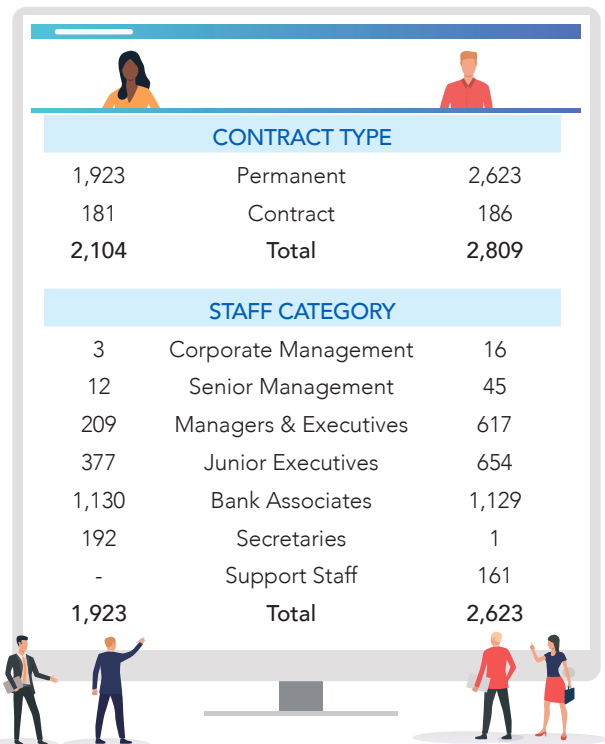 CONTRACT TYPE
1,923 Permanent 2,623
181 Contract 186
2,104 Total 2,809
STAFF CATEGORY
3 Corporate Management 16
12 Senior Management 45
209 Managers & Executives 617
377 Junior Executives 654
1,130 Bank Associates 1,129
192 Secretaries 1
- Support Staff 161
1,923 Total 2,623